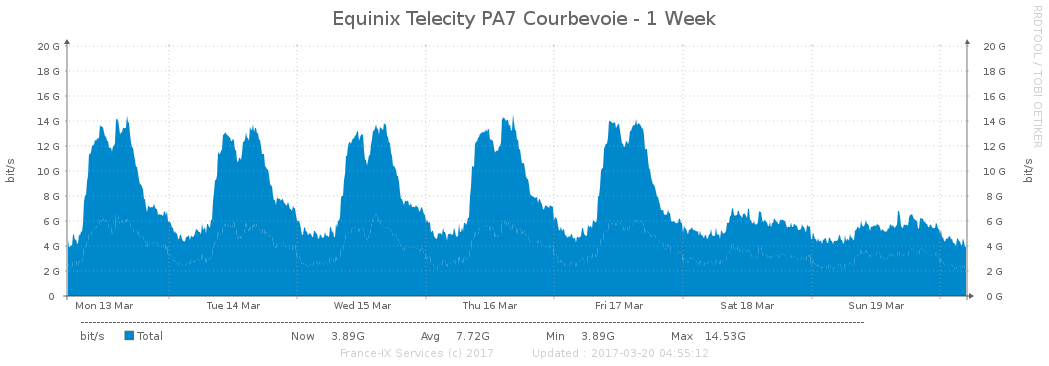 Equinix Telecity PA7 Courbevoie - 1 Week
RRDTOOL / TOBI OETIKER
20 G 20 G
18 G 18 G
16 G 16 G
14 G 14 G
12 G 12 G
10 G 10 G
8 G 8 G
6 G 6 G
4 G 4 G
2 G 2 G
0 0 G
bit/s
bit/s
Mon 13 Mar Tue 14 Mar Wed 15 Mar Thu 16 Mar Fri 17 Mar Sat 18 Mar Sun 19 Mar
bit/s Total Now 3.89G Avg 7.72G Min 3.89G Max 14.53G
France-IX Services (c) 2017 Updated : 2017-03-20 04:55:12